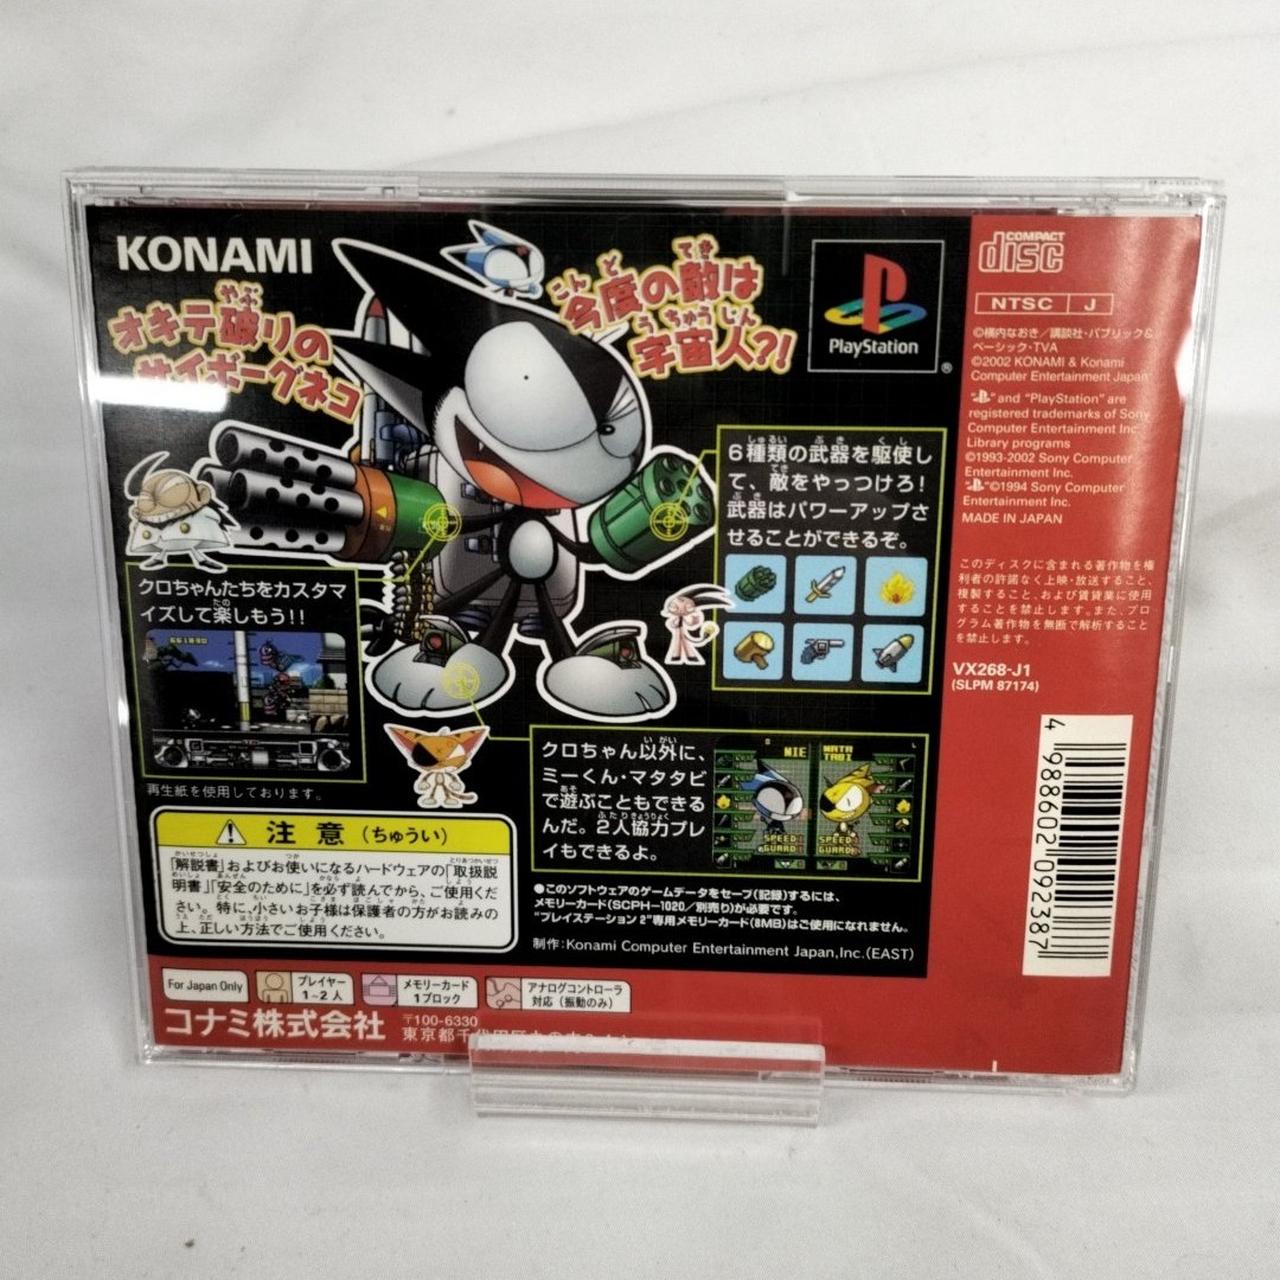 KONAMI
オキテ破りの
サイボーグネコ
今度の敵は
宇宙人?!
PlayStation
6種類の武器を駆使し
て、敵をやっつけろ!
武器はパワーアップさ
せることができるぞ。
クロちゃんたちをカスタマ
イズして楽しもう!!
再生紙を使用しております。
クロちゃん以外に、
ミーくん・マタタビ
で遊ぶこともできる
んだ。2人協力プレ
イもできるよ。
MIE
MATA
TABI
SPEED
GUARD
SPEED
GUARD
注 意 (ちゅうい)
「解説書」およびお使いになるハードウェアの「取扱説
明書」「安全のために」を必ず読んでから、ご使用くだ
さい。特に、小さいお子様は保護者の方がお読みの
上、正しい方法でご使用ください。
●このソフトウェアのゲームデータをセーブ(記録)するには、
メモリーカード(SCPH-1020/別売り)が必要です。
"プレイステーション 2"専用メモリーカード(8MB)はご使用になれません。
制作:Konami Computer Entertainment Japan,Inc.(EAST)
For Japan Only
プレイヤー
1~2人
メモリーカード
1ブロック
アナログコントローラ
対応(振動のみ)
コナミ株式会社
〒100-6330
東京都千代田区
COMPACT
disc
NTSC J
©横内なおき/講談社・パブリック&
ベーシック・TVA
©2002 KONAMI & Konami
Computer Entertainment Japan
"PS" and "PlayStation" are
registered trademarks of Sony
Computer Entertainment Inc.
Library programs
©1993-2002 Sony Computer
Entertainment Inc.
"PS"©1994 Sony Computer
Entertainment Inc.
MADE IN JAPAN
このディスクに含まれる著作物を権
利者の許諾なく上映・放送すること、
複製すること、および賃貸業に使用
することを禁止します。また、プロ
グラム著作物を無断で解析すること
を禁止します。
VX268-J1
(SLPM 87174)
4 988602 092387